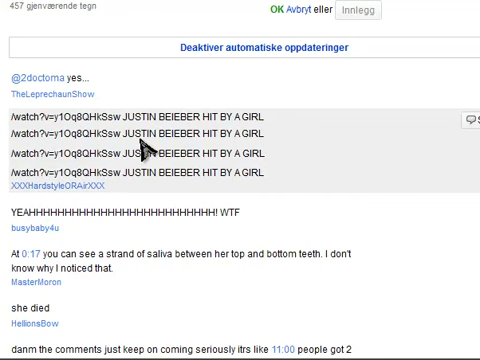 457 gjenværende tegn
OK Avbryt eller Innlegg
Deaktiver automatiske oppdateringer
@2doctoma yes...
TheLeprechaunShow
/watch?v=y1Oq8QHkSsw JUSTIN BEIEBER HIT BY A GIRL
/watch?v=y1Oq8QHkSsw JUSTIN BEIEBER HIT BY A GIRL
/watch?v=y1Oq8QHkSsw JUSTIN BEIEBER HIT BY A GIRL
/watch?v=y1Oq8QHkSsw JUSTIN BEIEBER HIT BY A GIRL
XXXHardstyleORAirXXX
YEAHHHHHHHHHHHHHHHHHHHHHHHHHH! WTF
busybaby4u
At 0:17 you can see a strand of saliva between her top and bottom teeth. I don't
know why I noticed that.
MasterMoron
she died
HellionsBow
danm the comments just keep on coming seriously itrs like 11:00 people got 2